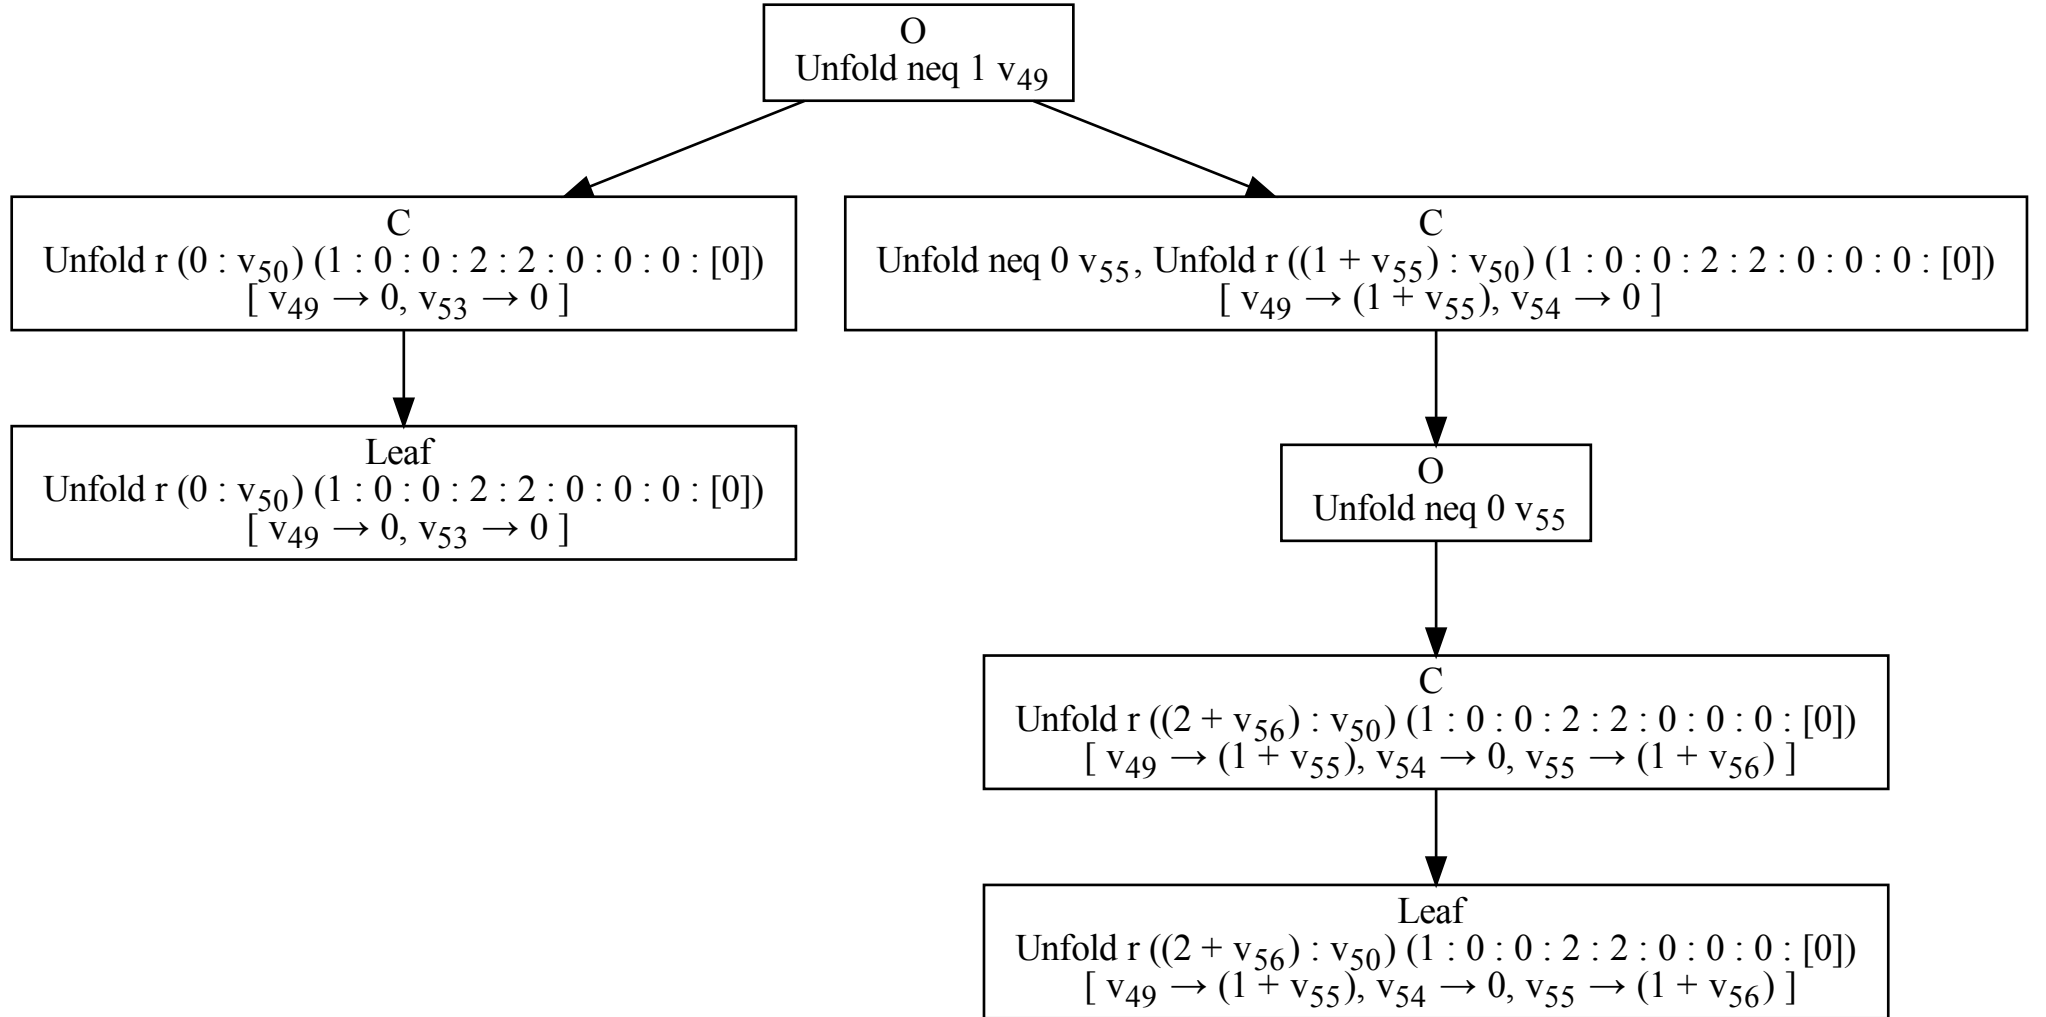 O
Unfold neq 1 v₄₉
C
Unfold r (0 : v₅₀) (1 : 0 : 0 : 2 : 2 : 0 : 0 : 0 : [0])
[ v₄₉ → 0, v₅₃ → 0 ]
C
Unfold neq 0 v₅₅, Unfold r ((1 + v₅₅) : v₅₀) (1 : 0 : 0 : 2 : 2 : 0 : 0 : 0 : [0])
[ v₄₉ → (1 + v₅₅), v₅₄ → 0 ]
Leaf
Unfold r (0 : v₅₀) (1 : 0 : 0 : 2 : 2 : 0 : 0 : 0 : [0])
[ v₄₉ → 0, v₅₃ → 0 ]
O
Unfold neq 0 v₅₅
C
Unfold r ((2 + v₅₆) : v₅₀) (1 : 0 : 0 : 2 : 2 : 0 : 0 : 0 : [0])
[ v₄₉ → (1 + v₅₅), v₅₄ → 0, v₅₅ → (1 + v₅₆) ]
Leaf
Unfold r ((2 + v₅₆) : v₅₀) (1 : 0 : 0 : 2 : 2 : 0 : 0 : 0 : [0])
[ v₄₉ → (1 + v₅₅), v₅₄ → 0, v₅₅ → (1 + v₅₆) ]